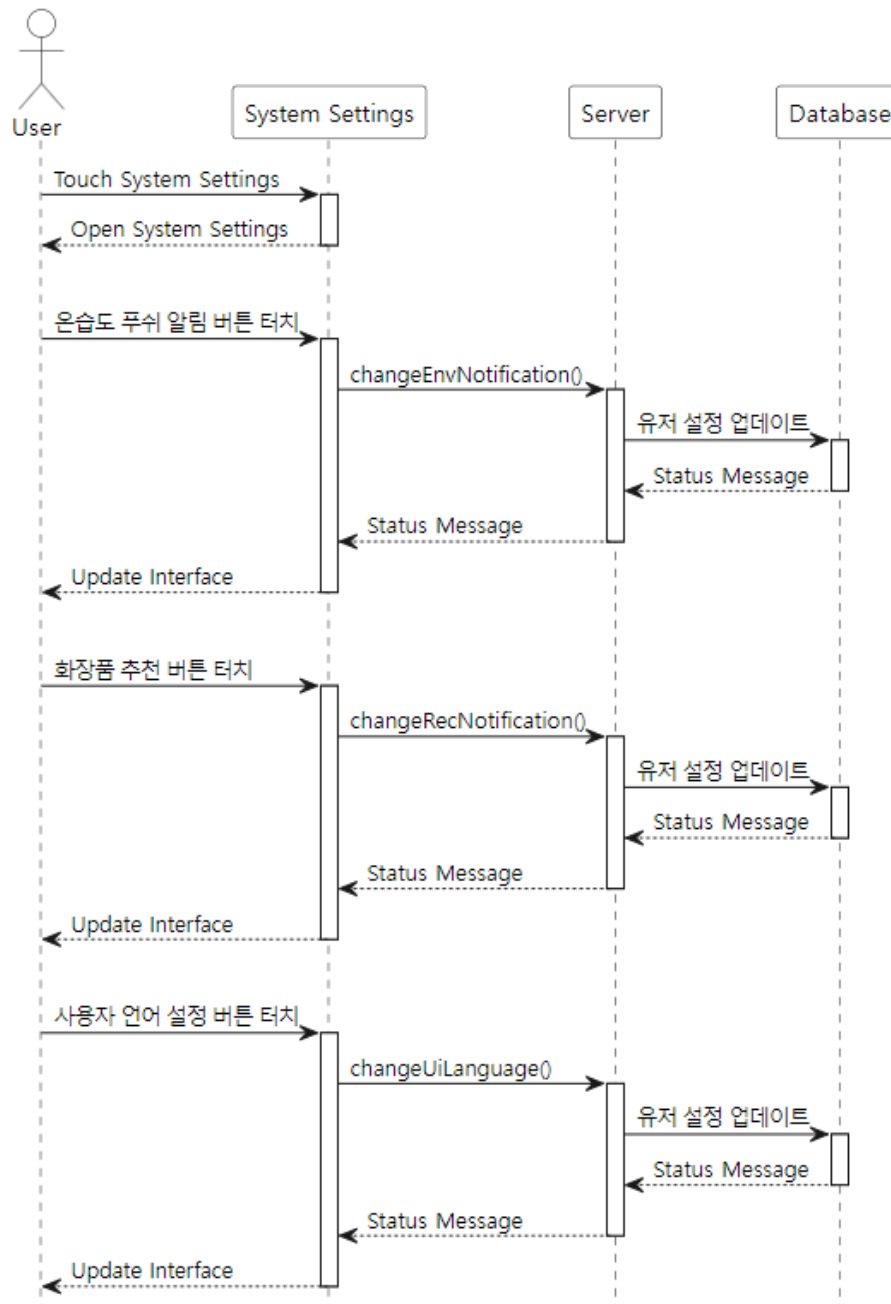 User
System Settings
Server
Database
Touch System Settings
Open System Settings
온습도 푸쉬 알림 버튼 터치
changeEnvNotification()
유저 설정 업데이트
Status Message
Status Message
Update Interface
화장품 추천 버튼 터치
changeRecNotification()
유저 설정 업데이트
Status Message
Status Message
Update Interface
사용자 언어 설정 버튼 터치
changeUiLanguage()
유저 설정 업데이트
Status Message
Status Message
Update Interface